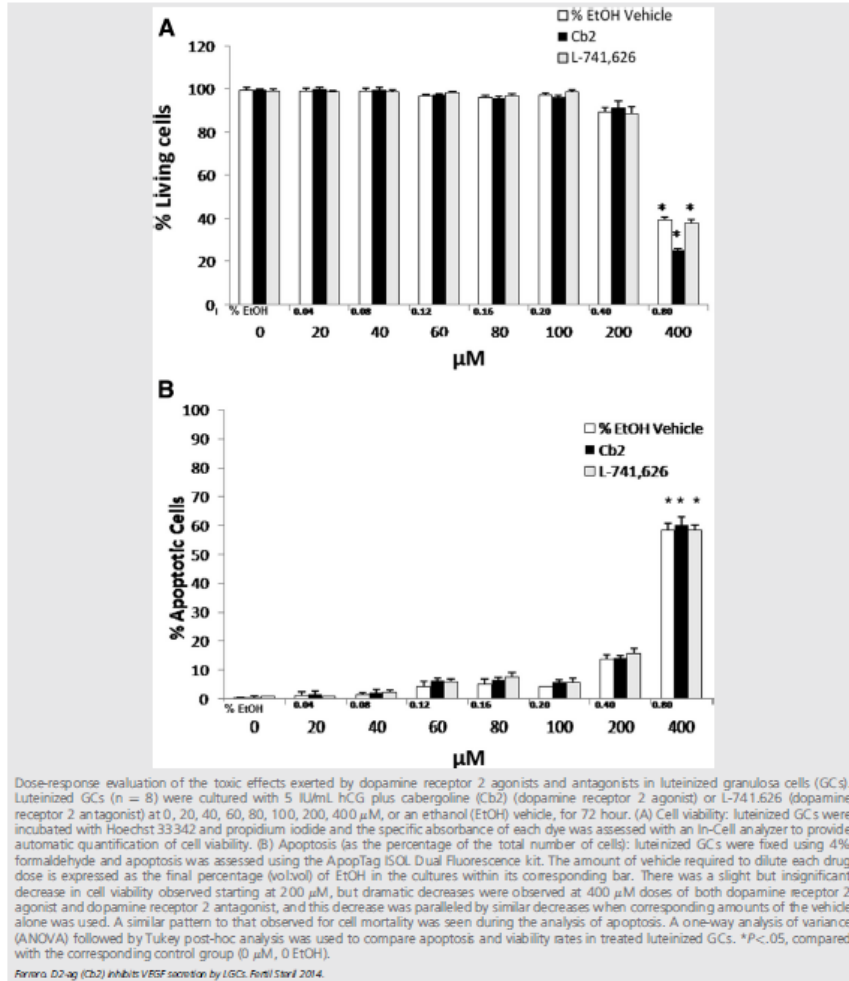 A
% EtOH Vehicle
Cb2
L-741,626
120
100
80
60
40
20
0
% Living cells
* * *
% EtOH 0.04 0.08 0.12 0.16 0.20 0.40 0.80
0 20 40 60 80 100 200 400
µM
B
100
90
80
70
60
50
40
30
20
10
0
% Apoptotic Cells
% EtOH Vehicle
Cb2
L-741,626
* * *
% EtOH 0.04 0.08 0.12 0.16 0.20 0.40 0.80
0 20 40 60 80 100 200 400
µM
Dose-response evaluation of the toxic effects exerted by dopamine receptor 2 agonists and antagonists in luteinized granulosa cells (GCs).
Luteinized GCs (n = 8) were cultured with 5 IU/mL hCG plus cabergoline (Cb2) (dopamine receptor 2 agonist) or L-741.626 (dopamine
receptor 2 antagonist) at 0, 20, 40, 60, 80, 100, 200, 400 µM, or an ethanol (EtOH) vehicle, for 72 hour. (A) Cell viability: luteinized GCs were
incubated with Hoechst 33342 and propidium iodide and the specific absorbance of each dye was assessed with an In-Cell analyzer to provide
automatic quantification of cell viability. (B) Apoptosis (as the percentage of the total number of cells): luteinized GCs were fixed using 4%
formaldehyde and apoptosis was assessed using the ApopTag ISOL Dual Fluorescence kit. The amount of vehicle required to dilute each drug
dose is expressed as the final percentage (vol:vol) of EtOH in the cultures within its corresponding bar. There was a slight but insignificant
decrease in cell viability observed starting at 200 µM, but dramatic decreases were observed at 400 µM doses of both dopamine receptor 2
agonist and dopamine receptor 2 antagonist, and this decrease was paralleled by similar decreases when corresponding amounts of the vehicle
alone was used. A similar pattern to that observed for cell mortality was seen during the analysis of apoptosis. A one-way analysis of variance
(ANOVA) followed by Tukey post-hoc analysis was used to compare apoptosis and viability rates in treated luteinized GCs. *P<.05, compared
with the corresponding control group (0 µM, 0 EtOH).
Ferrero. D2-ag (Cb2) inhibits VEGF secretion by LGCs. Fertil Steril 2014.